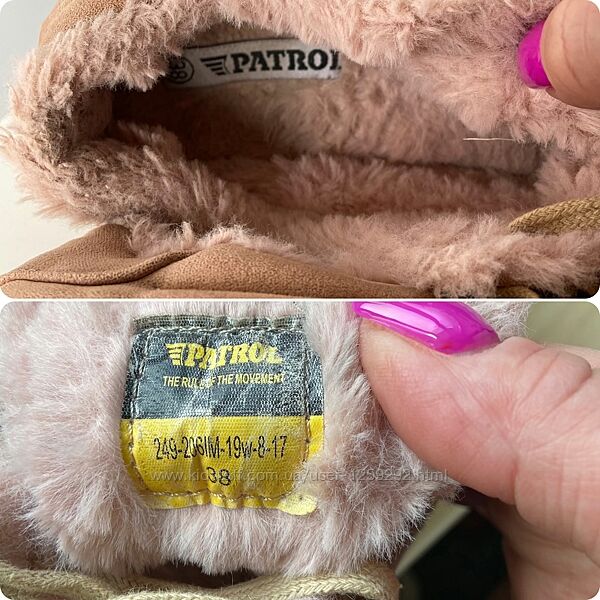 38
PATROL
PATROL
THE RULE OF THE MOVEMENT
249-206IM-19w-8-17
38